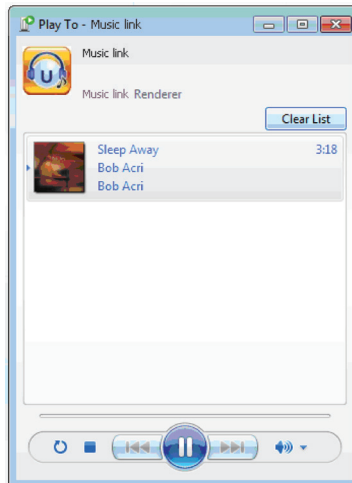 Play To - Music link
Music link
U
Music link Renderer
Clear List
Sleep Away 3:18
Bob Acri
Bob Acri